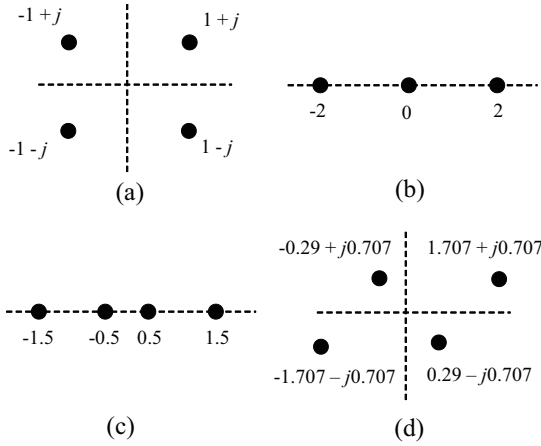 -1 + j
1 + j
-1 - j
1 - j
(a)
-2
0
2
(b)
-1.5
-0.5
0.5
1.5
(c)
-0.29 + j0.707
1.707 + j0.707
-1.707 – j0.707
0.29 – j0.707
(d)